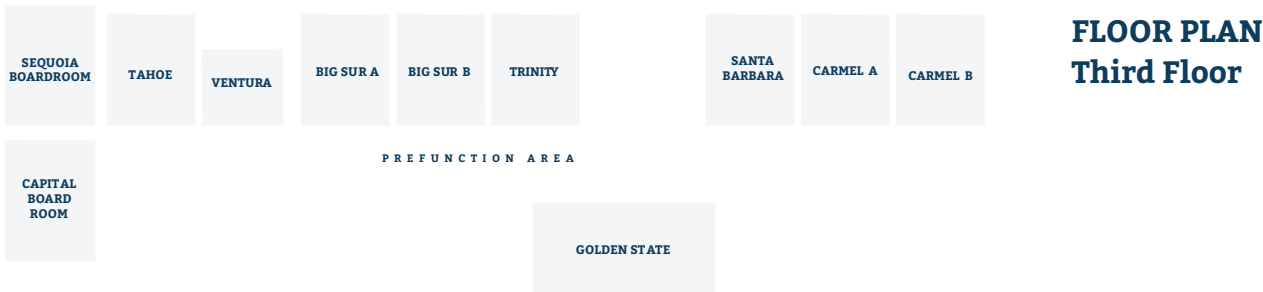 FLOOR PLAN
Third Floor
SEQUOIA
BOARDROOM
TAHOE
VENTURA
BIG SUR A
BIG SUR B
TRINITY
SANTA
BARBARA
CARMEL A
CARMEL B
PREFUNCTION AREA
CAPITAL
BOARD
ROOM
GOLDEN STATE